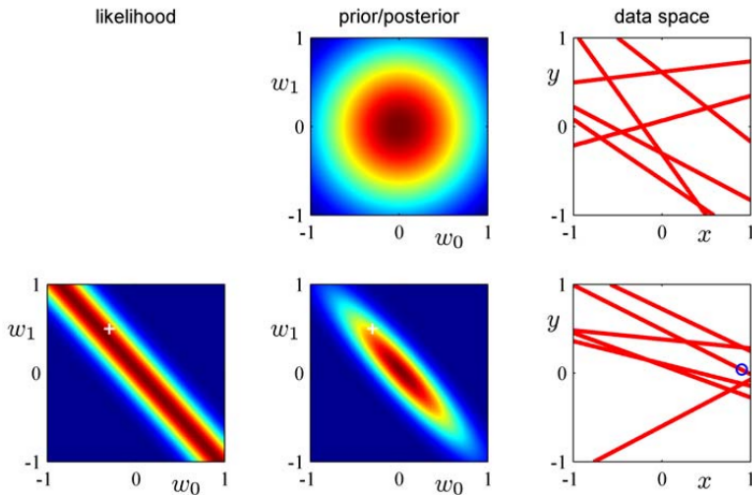 likelihood prior/posterior data space
1 1
w₁ y
0 0
-1 -1
-1 0 w₀ 1 -1 0 x 1
1 1 1
w₁ w₁ y
0 0 0
-1 -1 -1
-1 0 w₀ 1 -1 0 w₀ 1 -1 0 x 1